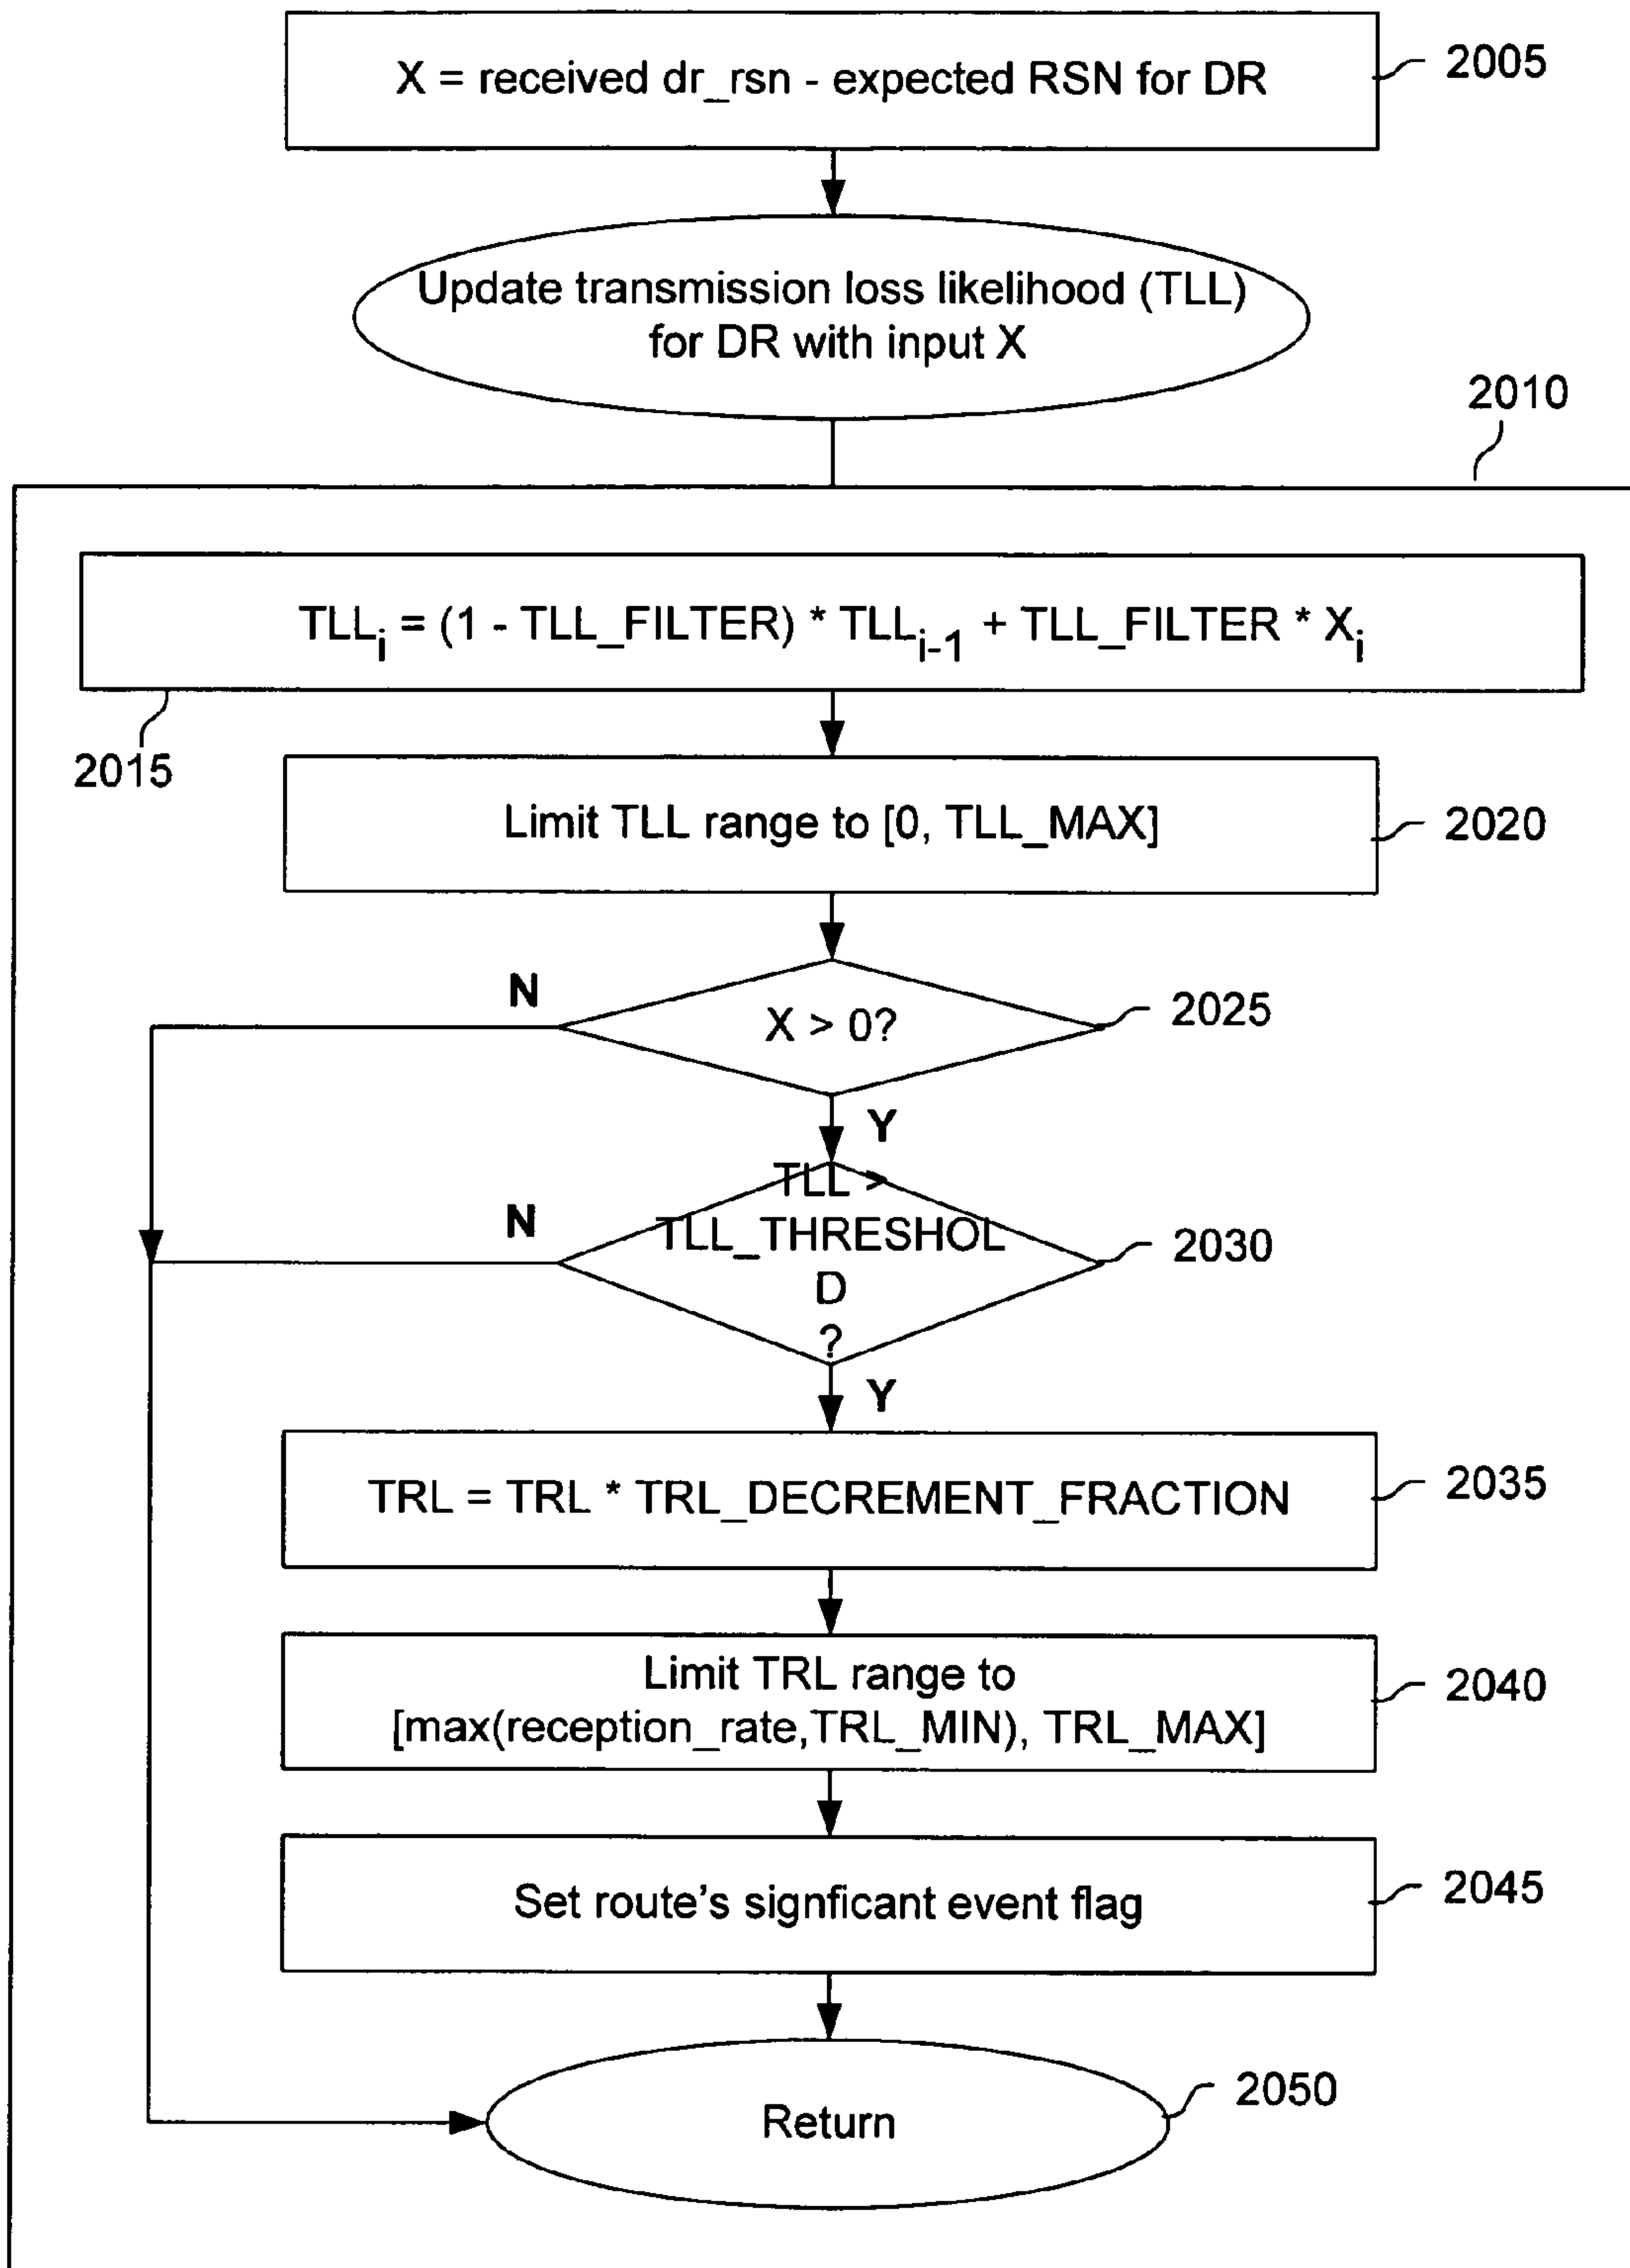 X = received dr_rsn - expected RSN for DR
2005
Update transmission loss likelihood (TLL)
for DR with input X
2010
TLLi = (1 - TLL_FILTER) * TLLi-1 + TLL_FILTER * Xi
2015
Limit TLL range to [0, TLL_MAX]
2020
N
X > 0?
2025
Y
TLL >
N
TLL_THRESHOL
2030
D
?
Y
TRL = TRL * TRL_DECREMENT_FRACTION
2035
Limit TRL range to
[max(reception_rate,TRL_MIN), TRL_MAX]
2040
Set route's signficant event flag
2045
Return
2050